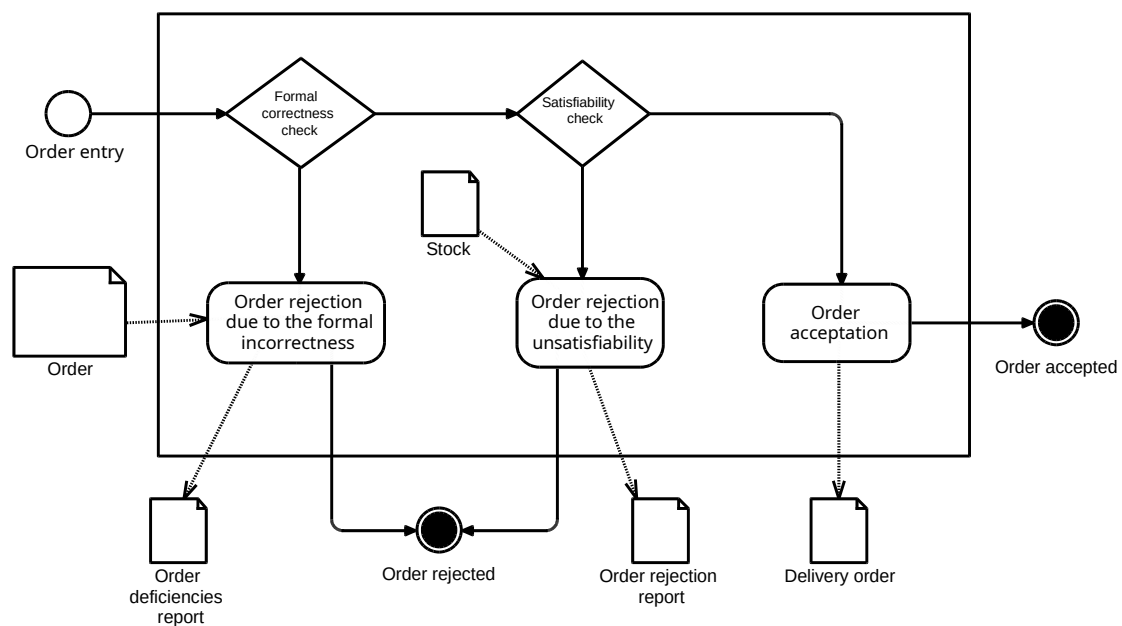 Formal
correctness
check
Satisfiability
check
Order entry
Stock
Order rejection
due to the formal
incorrectness
Order rejection
due to the
unsatisfiability
Order
acceptation
Order
Order accepted
Order
deficiencies
report
Order rejected
Order rejection
report
Delivery order